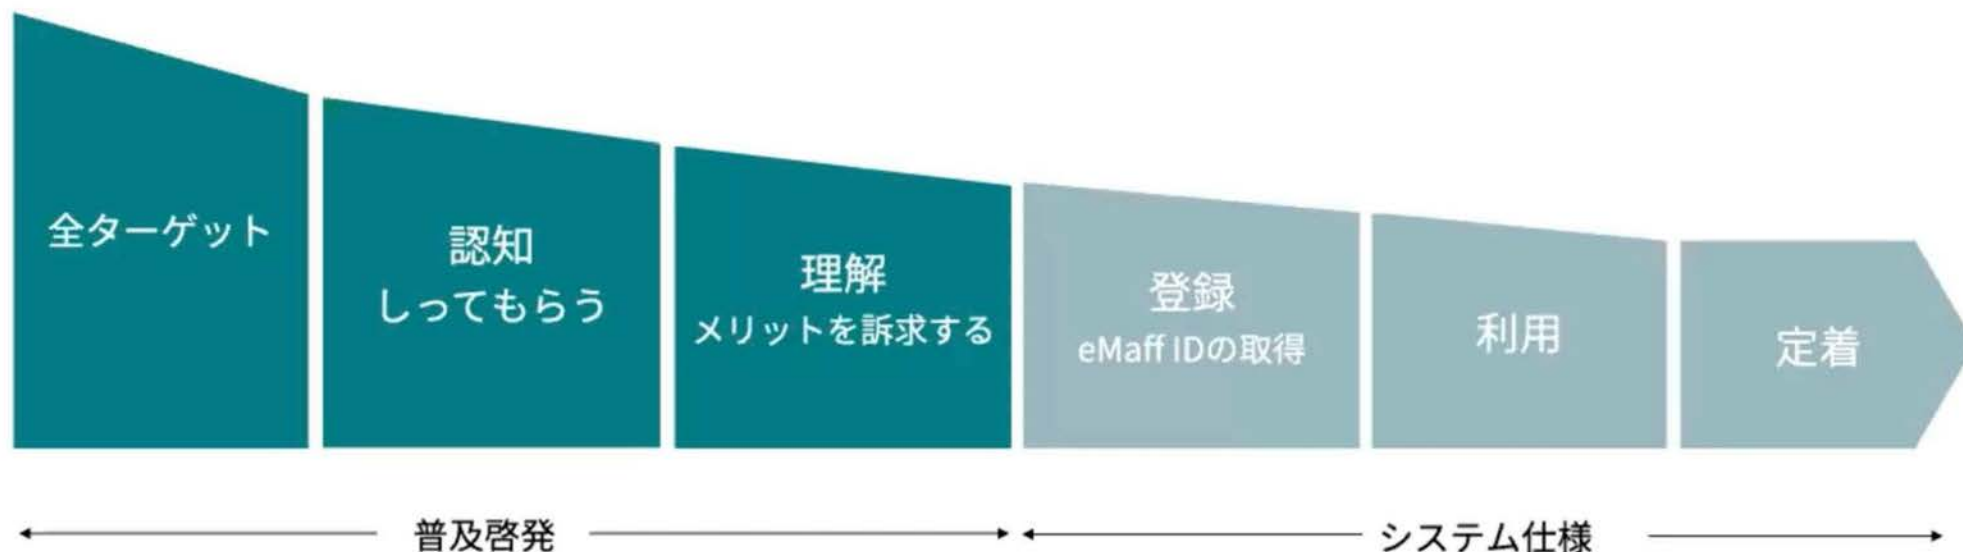 全ターゲット
認知
しってもらう
理解
メリットを訴求する
登録
eMaff IDの取得
利用
定着
普及啓発
システム仕様